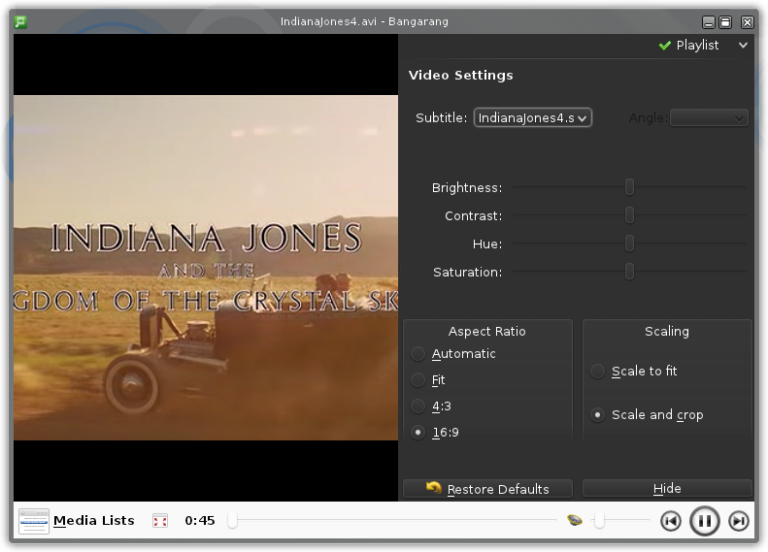 IndianaJones4.avi - Bangarang
Playlist
Video Settings
Subtitle: IndianaJones4.s Angle:
Brightness:
Contrast:
Hue:
Saturation:
INDIANA JONES
AND THE
GDOM OF THE CRYSTAL SK
Aspect Ratio
Automatic
Fit
4:3
16:9
Scaling
Scale to fit
Scale and crop
Restore Defaults
Hide
Media Lists 0:45